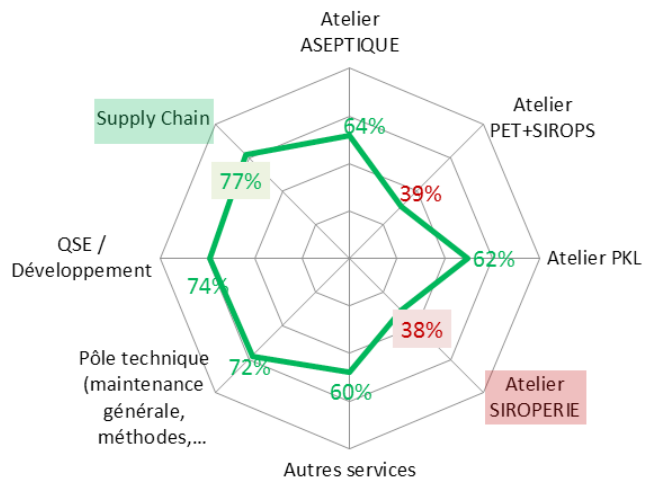 Atelier
ASEPTIQUE
64%
Atelier
PET+SIROPS
39%
Atelier PKL
62%
Atelier
SIROPERIE
38%
Autres services
60%
Pôle technique
(maintenance
générale,
méthodes,...
72%
QSE /
Développement
74%
Supply Chain
77%